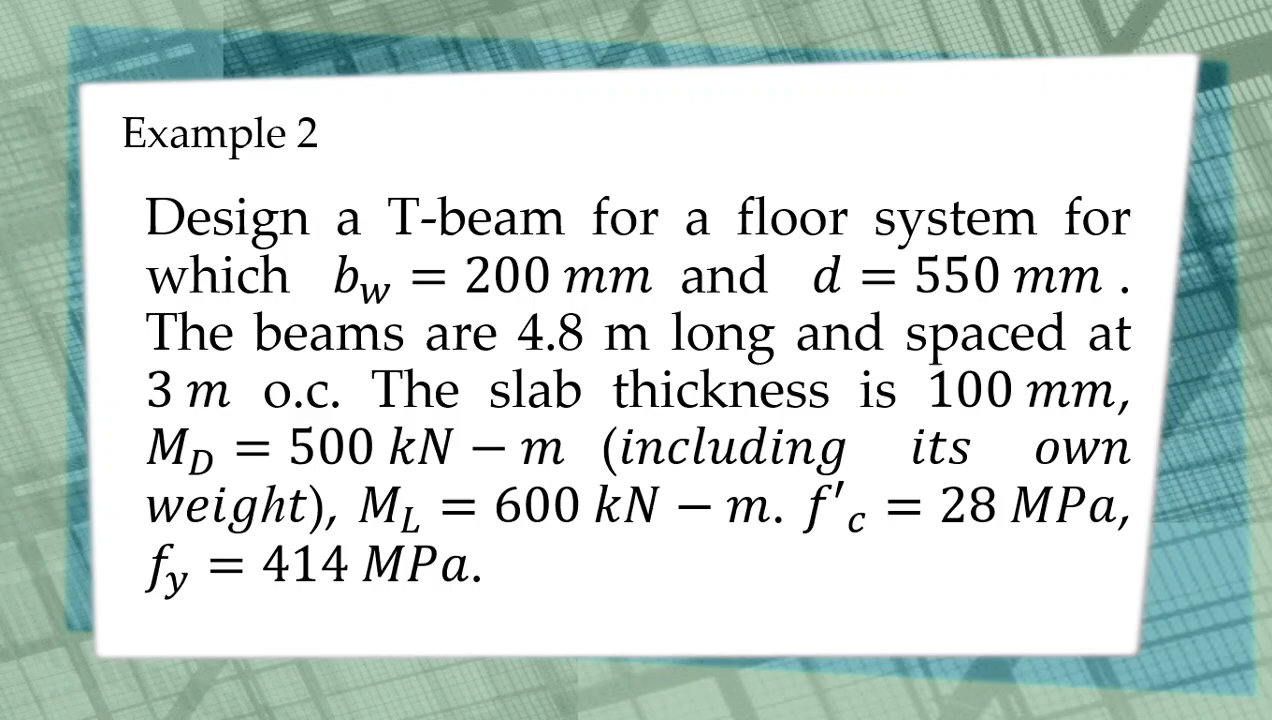 Example 2
Design a T-beam for a floor system for
which b_w = 200 mm and d = 550 mm .
The beams are 4.8 m long and spaced at
3 m o.c. The slab thickness is 100 mm,
M_D = 500 kN − m (including its own
weight), M_L = 600 kN − m. f′_c = 28 MPa,
f_y = 414 MPa.